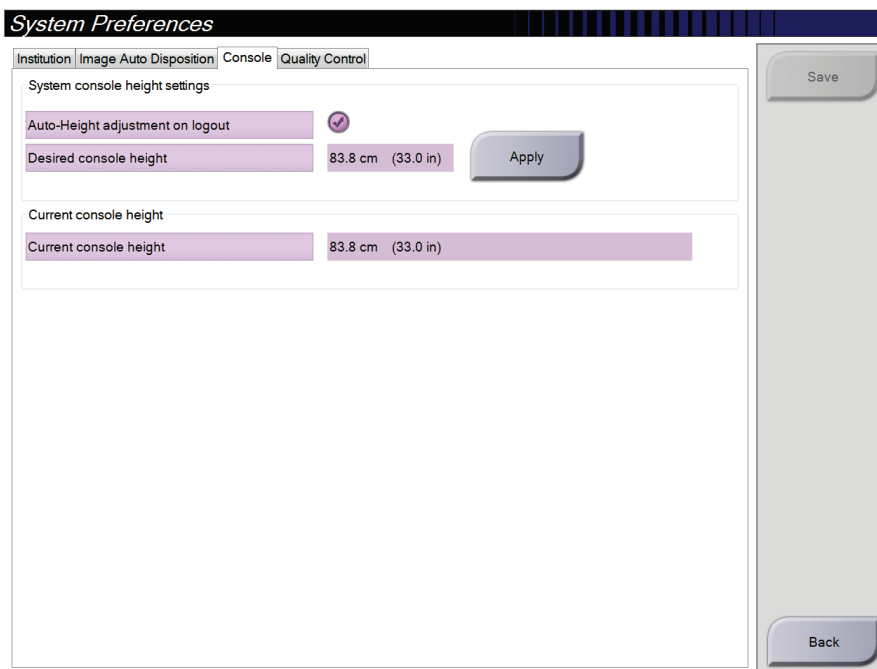 System Preferences
Institution Image Auto Disposition Console Quality Control
Save
System console height settings
Auto-Height adjustment on logout
Desired console height 83.8 cm (33.0 in) Apply
Current console height
Current console height 83.8 cm (33.0 in)
Back